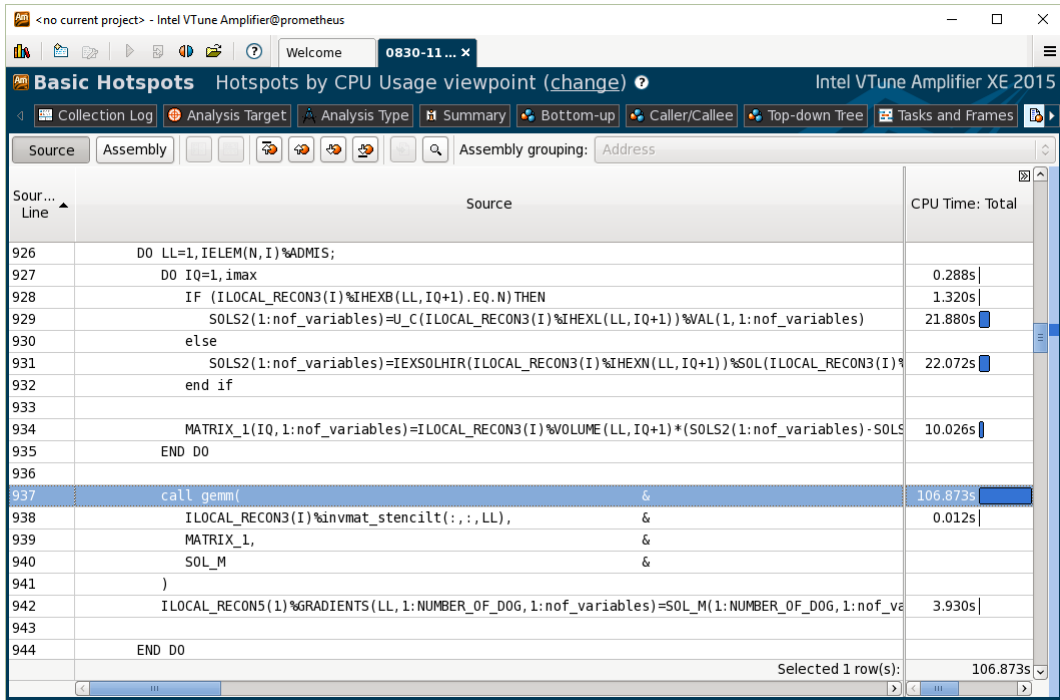 Am <no current project> - Intel VTune Amplifier@prometheus
Welcome 0830-11... ×
Basic Hotspots Hotspots by CPU Usage viewpoint (change) ? Intel VTune Amplifier XE 2015
Collection Log Analysis Target Analysis Type Summary Bottom-up Caller/Callee Top-down Tree Tasks and Frames
Source Assembly Assembly grouping: Address
Sour... Line Source CPU Time: Total
926 DO LL=1,IELEM(N,I)%ADMIS;
927 DO IQ=1,imax 0.288s
928 IF (ILOCAL_RECON3(I)%IHEXB(LL,IQ+1).EQ.N)THEN 1.320s
929 SOLS2(1:nof_variables)=U_C(ILOCAL_RECON3(I)%IHEXL(LL,IQ+1))%VAL(1,1:nof_variables) 21.880s
930 else
931 SOLS2(1:nof_variables)=IEXSOLHIR(ILOCAL_RECON3(I)%IHEXN(LL,IQ+1))%SOL(ILOCAL_RECON3(I)% 22.072s
932 end if
933
934 MATRIX_1(IQ,1:nof_variables)=ILOCAL_RECON3(I)%VOLUME(LL,IQ+1)*(SOLS2(1:nof_variables)-SOLS 10.026s
935 END DO
936
937 call gemm( & 106.873s
938 ILOCAL_RECON3(I)%invmat_stencilt(:,:,LL), & 0.012s
939 MATRIX_1, &
940 SOL_M &
941 )
942 ILOCAL_RECON5(1)%GRADIENTS(LL,1:NUMBER_OF_DOG,1:nof_variables)=SOL_M(1:NUMBER_OF_DOG,1:nof_va 3.930s
943
944 END DO
Selected 1 row(s): 106.873s